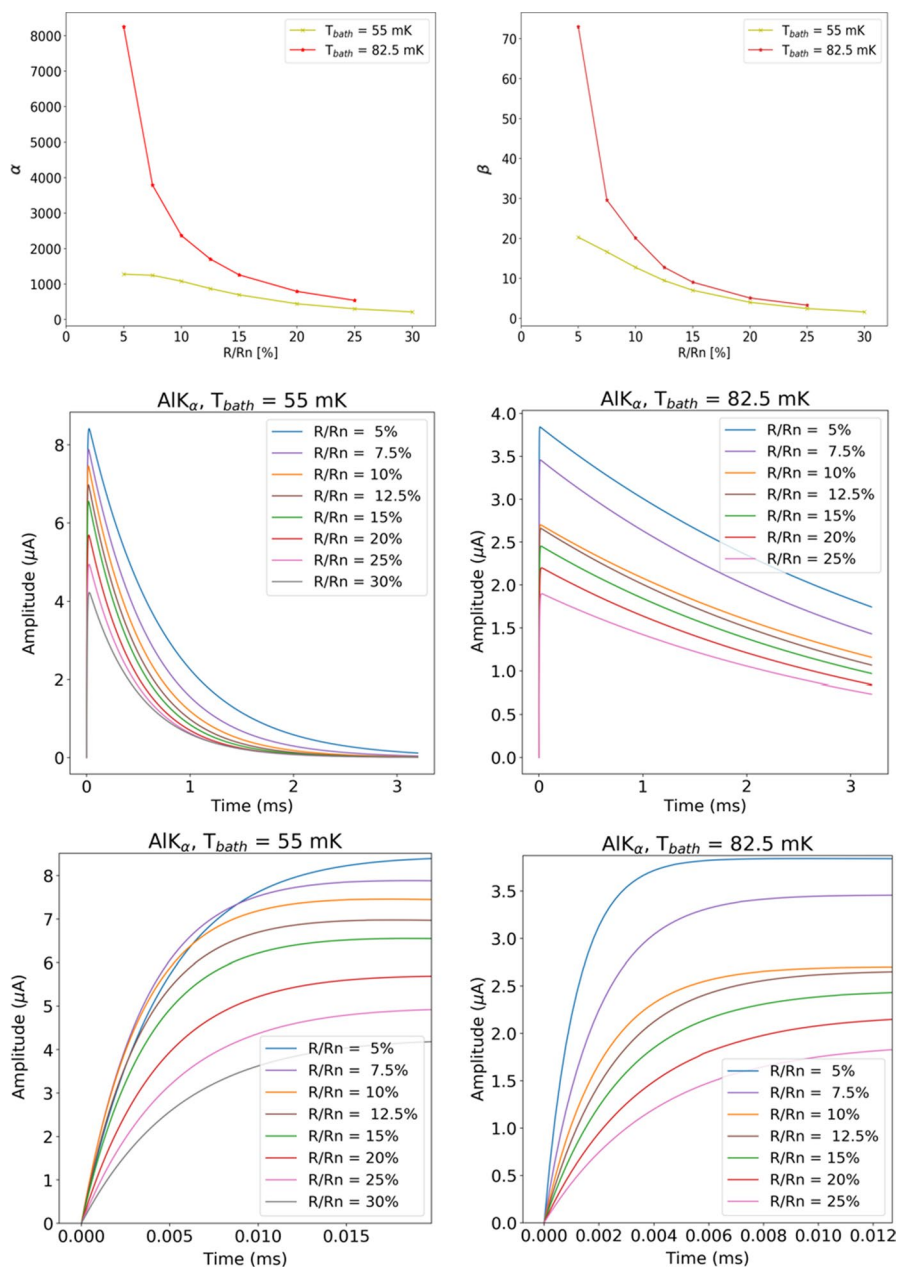 T_bath = 55 mK
T_bath = 82.5 mK
α
8000
7000
6000
5000
4000
3000
2000
1000
0
0 5 10 15 20 25 30
R/Rn [%]
T_bath = 55 mK
T_bath = 82.5 mK
β
70
60
50
40
30
20
10
0
0 5 10 15 20 25 30
R/Rn [%]
AlKα, T_bath = 55 mK
R/Rn = 5%
R/Rn = 7.5%
R/Rn = 10%
R/Rn = 12.5%
R/Rn = 15%
R/Rn = 20%
R/Rn = 25%
R/Rn = 30%
Amplitude (μA)
8
6
4
2
0
0 1 2 3
Time (ms)
AlKα, T_bath = 82.5 mK
R/Rn = 5%
R/Rn = 7.5%
R/Rn = 10%
R/Rn = 12.5%
R/Rn = 15%
R/Rn = 20%
R/Rn = 25%
Amplitude (μA)
4.0
3.5
3.0
2.5
2.0
1.5
1.0
0.5
0.0
0 1 2 3
Time (ms)
AlKα, T_bath = 55 mK
Amplitude (μA)
8
7
6
5
4
3
2
1
0
R/Rn = 5%
R/Rn = 7.5%
R/Rn = 10%
R/Rn = 12.5%
R/Rn = 15%
R/Rn = 20%
R/Rn = 25%
R/Rn = 30%
0.000 0.005 0.010 0.015
Time (ms)
AlKα, T_bath = 82.5 mK
Amplitude (μA)
3.5
3.0
2.5
2.0
1.5
1.0
0.5
0.0
R/Rn = 5%
R/Rn = 7.5%
R/Rn = 10%
R/Rn = 12.5%
R/Rn = 15%
R/Rn = 20%
R/Rn = 25%
0.000 0.002 0.004 0.006 0.008 0.010 0.012
Time (ms)